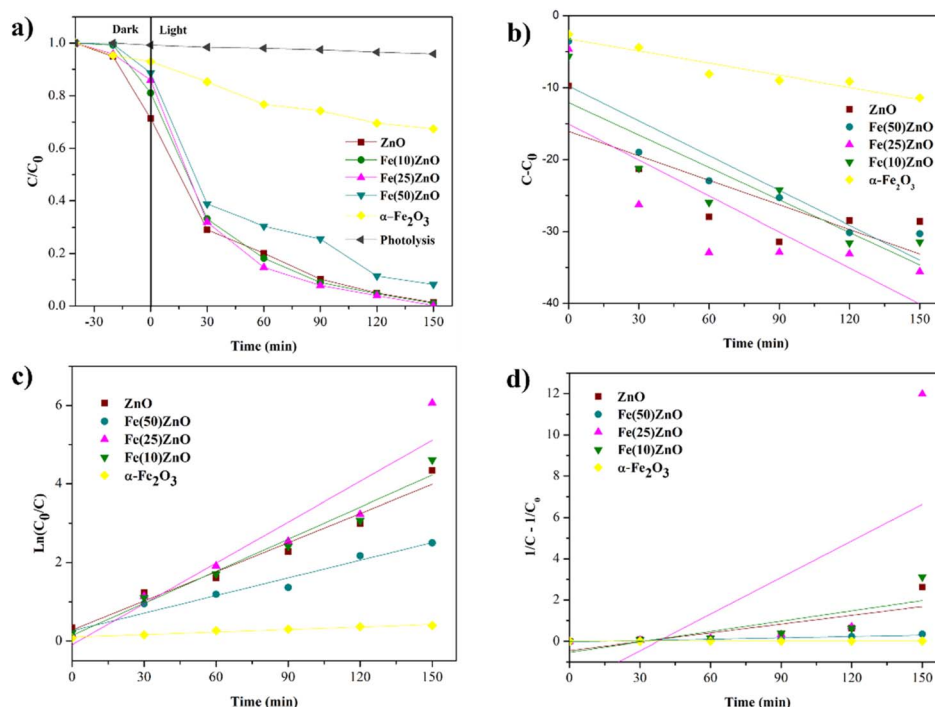 a)
Dark
Light
1.0
0.8
0.6
0.4
0.2
0.0
C/C₀
ZnO
Fe(10)ZnO
Fe(25)ZnO
Fe(50)ZnO
α-Fe₂O₃
Photolysis
-30
0
30
60
90
120
150
Time (min)
b)
0
-10
-20
-30
-40
C-C₀
ZnO
Fe(50)ZnO
Fe(25)ZnO
Fe(10)ZnO
α-Fe₂O₃
0
30
60
90
120
150
Time (min)
c)
6
4
2
0
Ln(C₀/C)
ZnO
Fe(50)ZnO
Fe(25)ZnO
Fe(10)ZnO
α-Fe₂O₃
0
30
60
90
120
150
Time (min)
d)
12
10
8
6
4
2
0
1/C - 1/C₀
ZnO
Fe(50)ZnO
Fe(25)ZnO
Fe(10)ZnO
α-Fe₂O₃
0
30
60
90
120
150
Time (min)